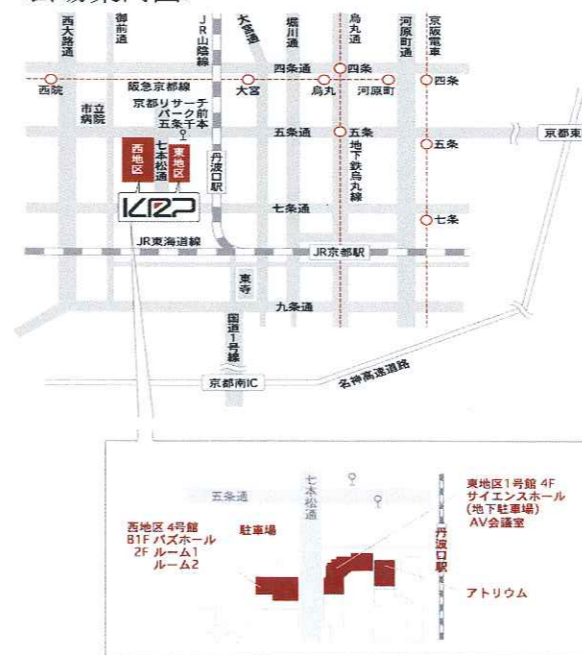 西大路通
御前通
JR山陰線
大宮通
堀川通
烏丸通
河原町通
京阪電車
四条通
四条
四条
阪急京都線
西院
大宮
烏丸
河原町
市立
病院
京都リサーチ
パーク前
五条千本
五条通
五条
五条
京都東
西地区
七本松通
東地区
丹波口駅
地下鉄烏丸線
KRP
七条通
七条
JR東海道線
JR京都駅
東寺
九条通
国道1号線
京都南IC
名神高速道路
五条通
七本松通
東地区1号館 4F
サイエンスホール
(地下駐車場)
AV会議室
西地区 4号館
B1F バズホール
2F ルーム1
ルーム2
駐車場
丹波口駅
アトリウム